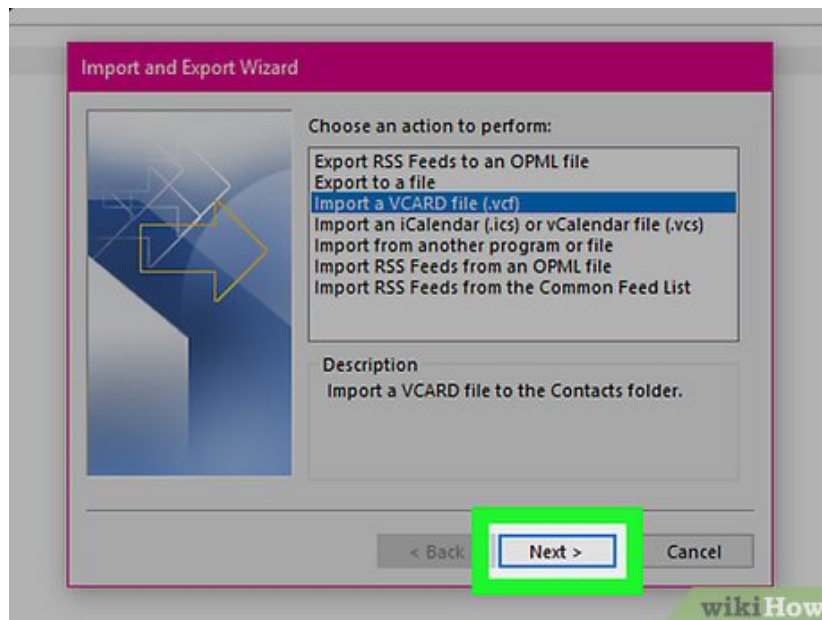 Import and Export Wizard
Choose an action to perform:
Export RSS Feeds to an OPML file
Export to a file
Import a VCARD file (.vcf)
Import an iCalendar (.ics) or vCalendar file (.vcs)
Import from another program or file
Import RSS Feeds from an OPML file
Import RSS Feeds from the Common Feed List
Description
Import a VCARD file to the Contacts folder.
< Back Next > Cancel
wikiHow